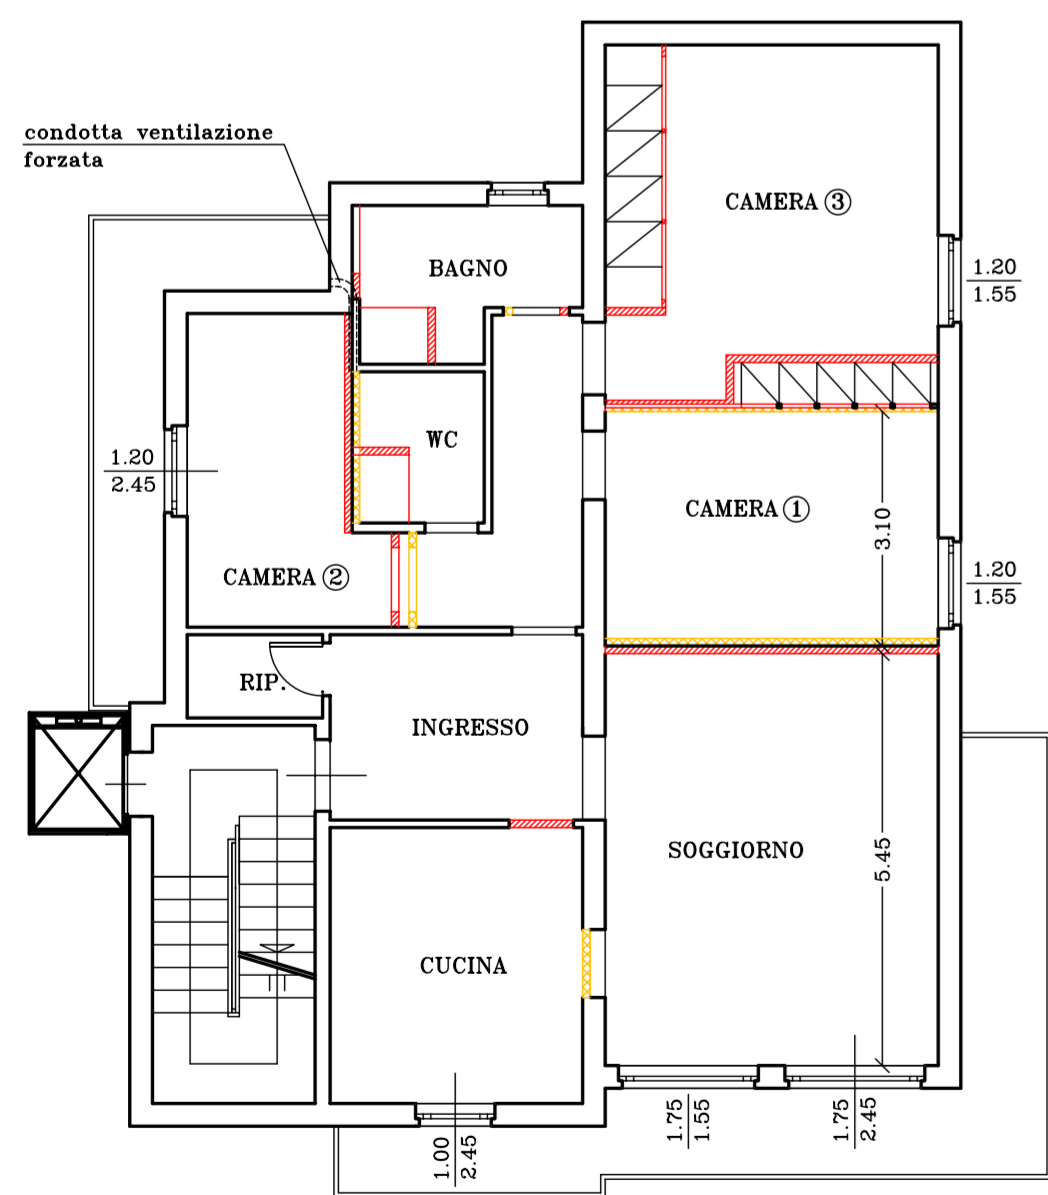 condotta ventilazione
forzata
CAMERA 3
BAGNO
1.20
1.55
WC
1.20
2.45
CAMERA 1
3.10
CAMERA 2
1.20
1.55
RIP.
INGRESSO
SOGGIORNO
5.45
CUCINA
1.75
1.55
1.75
2.45
1.00
2.45